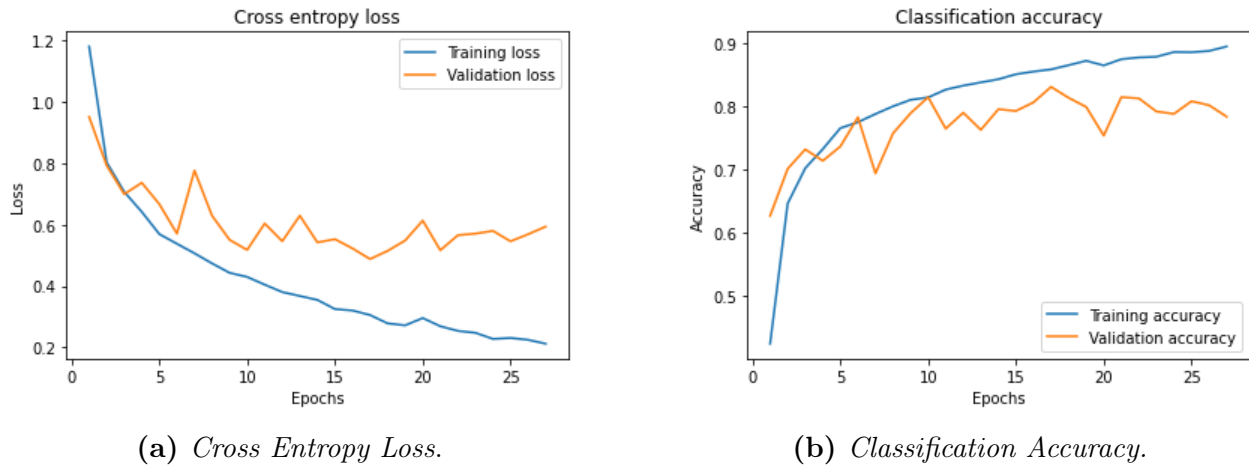 Cross entropy loss
1.2
1.0
0.8
0.6
0.4
0.2
Loss
Training loss
Validation loss
0 5 10 15 20 25
Epochs
(a) Cross Entropy Loss.
Classification accuracy
0.9
0.8
0.7
0.6
0.5
Accuracy
Training accuracy
Validation accuracy
0 5 10 15 20 25
Epochs
(b) Classification Accuracy.